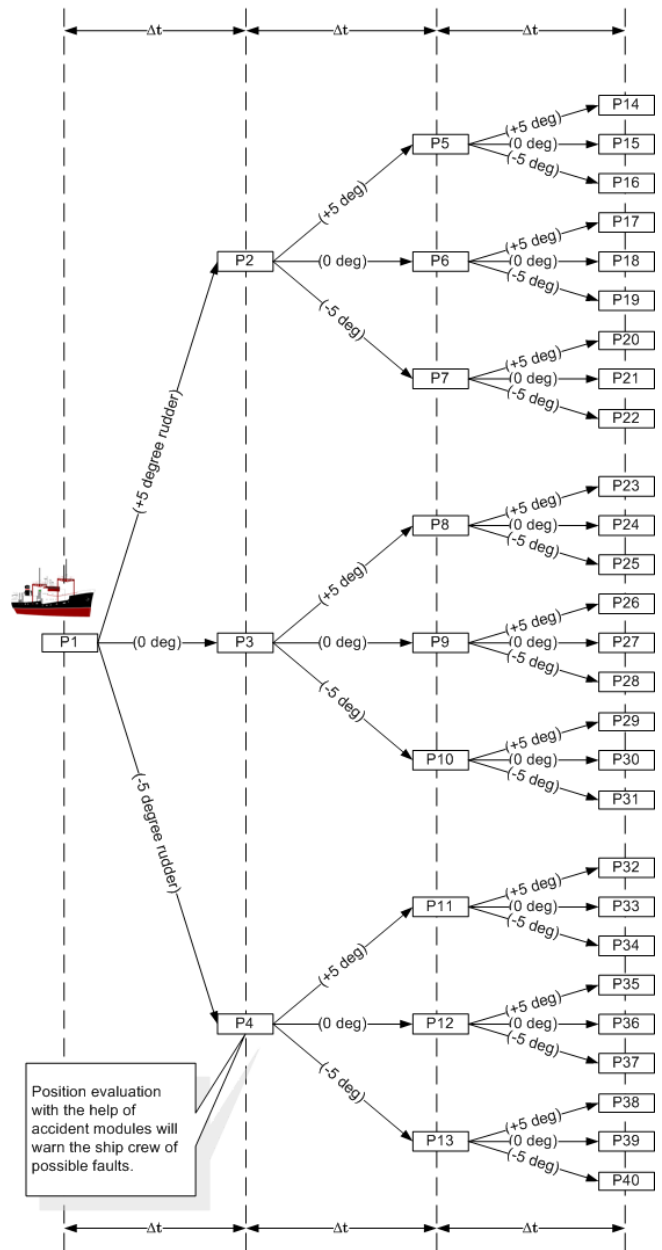 Δt Δt Δt
P14
(+5 deg)
P5 (0 deg) P15
(-5 deg)
P16
(+5 deg)
P17
(+5 deg)
P2 (0 deg) P6 (0 deg) P18
(-5 deg)
P19
(-5 deg)
P20
(+5 deg)
P7 (0 deg) P21
(-5 deg)
P22
(+5 degree rudder)
P23
(+5 deg)
P8 (0 deg) P24
(-5 deg)
P25
(+5 deg)
P26
(+5 deg)
P1 (0 deg) P3 (0 deg) P9 (0 deg) P27
(-5 deg)
P28
(-5 deg)
P29
(+5 deg)
P10 (0 deg) P30
(-5 deg)
P31
(-5 degree rudder)
P32
(+5 deg)
P11 (0 deg) P33
(-5 deg)
P34
(+5 deg)
P35
(+5 deg)
P4 (0 deg) P12 (0 deg) P36
(-5 deg)
P37
(-5 deg)
P38
(+5 deg)
P13 (0 deg) P39
(-5 deg)
P40
Position evaluation
with the help of
accident modules will
warn the ship crew of
possible faults.
Δt Δt Δt